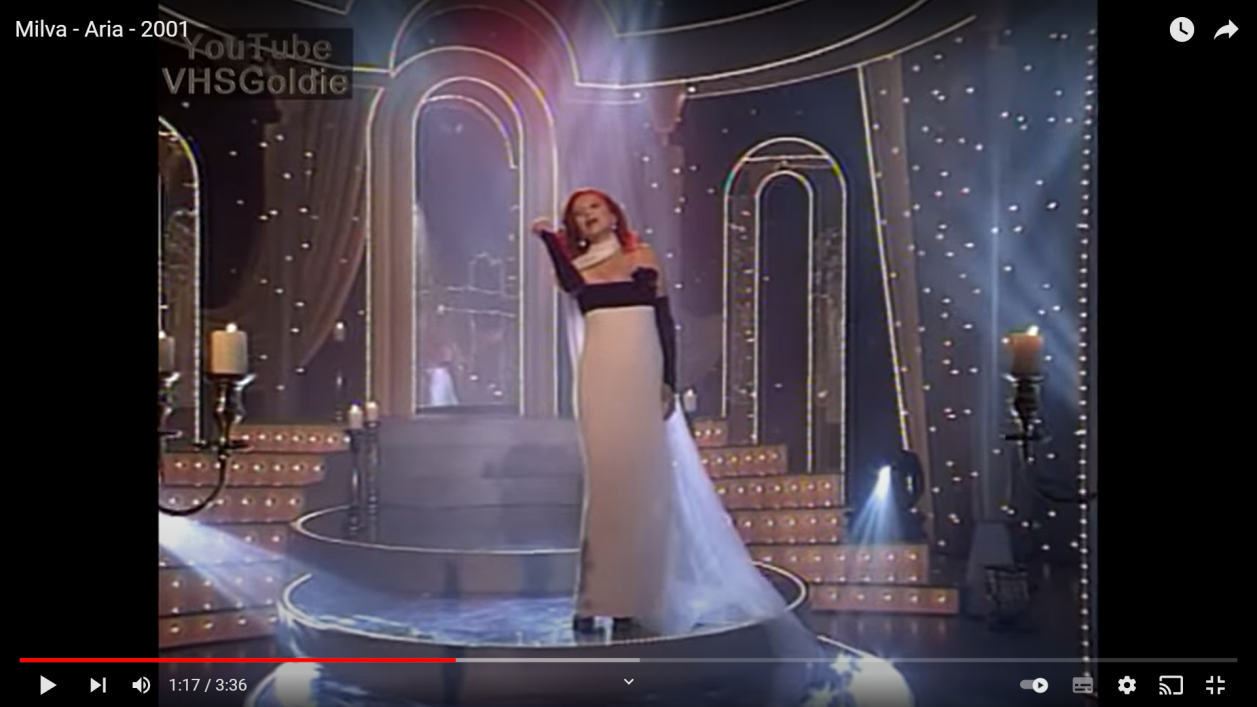 Milva - Aria - 2001
YouTube
VHSGoldie
1:17 / 3:36